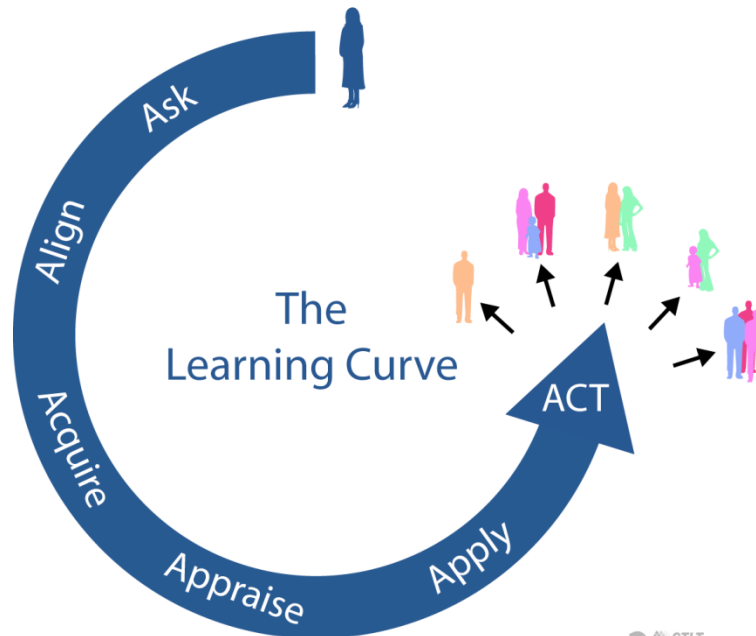 Ask
Align
Acquire
Appraise
Apply
ACT
The
Learning Curve